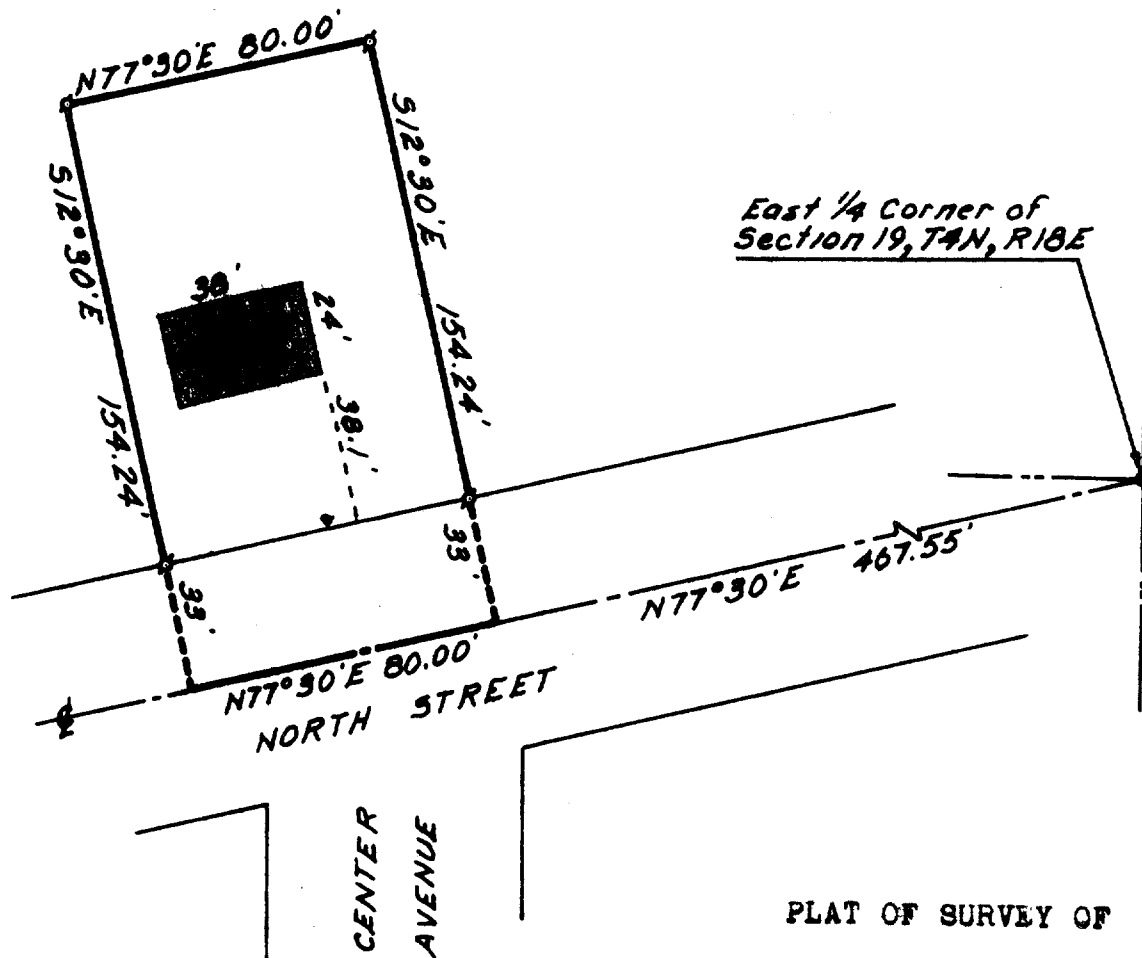 N77°30'E 80.00'
S12°30'E 154.24'
S12°30'E 154.24'
East 1/4 Corner of
Section 19, T4N, R18E
38'
24'
38.1'
33'
33'
467.55'
N77°30'E
N77°30'E 80.00'
NORTH STREET
CENTER
AVENUE
PLAT OF SURVEY OF